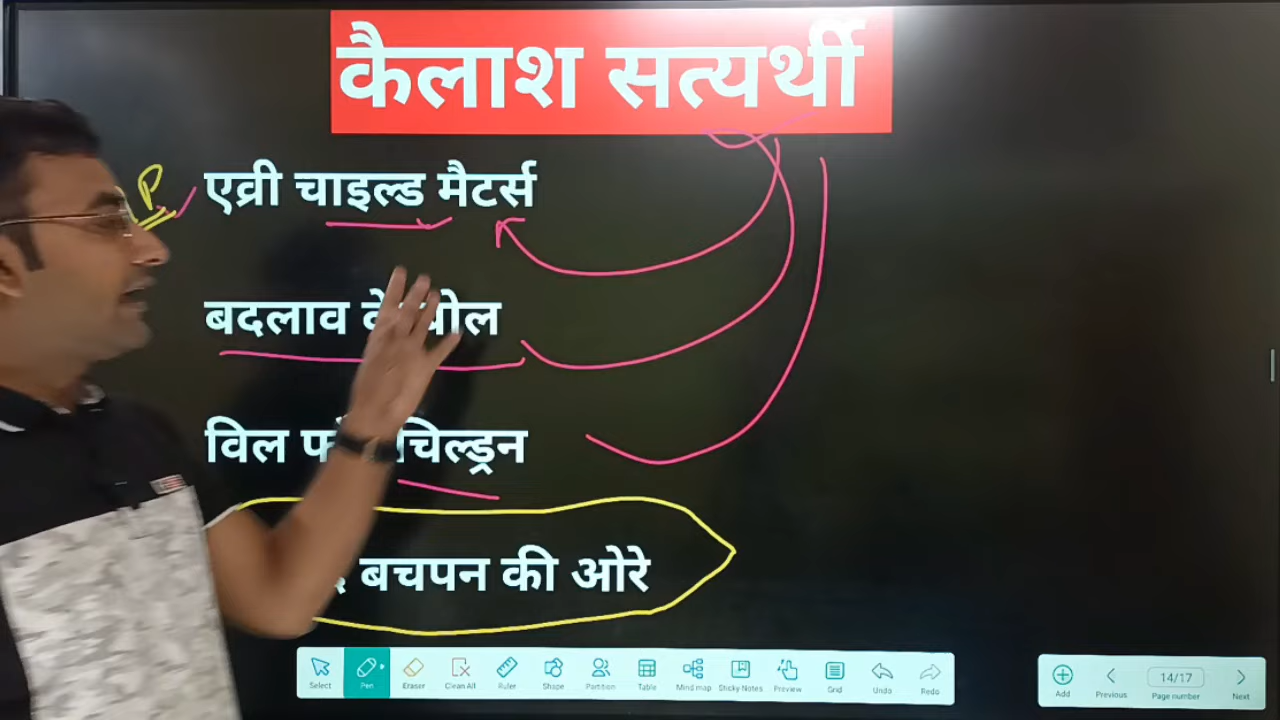 कैलाश सत्यर्थी
P
एव्री चाइल्ड मैटर्स
बदलाव के बोल
विल चिल्ड्रन
बचपन की ओरे
Select Pen Eraser Clean All Ruler Shape Partition Table Mind map Sticky Notes Preview Grid Undo Redo
Add Previous 14/17 Page number Next